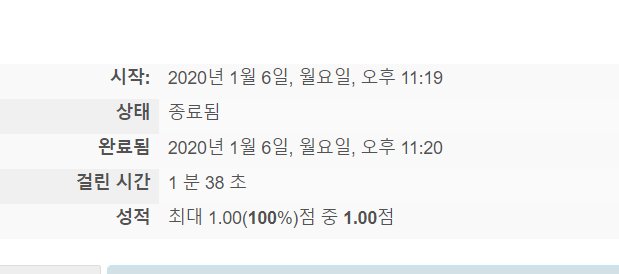 시작: 2020년 1월 6일, 월요일, 오후 11:19
상태 종료됨
완료됨 2020년 1월 6일, 월요일, 오후 11:20
걸린 시간 1 분 38 초
성적 최대 1.00(100%)점 중 1.00점